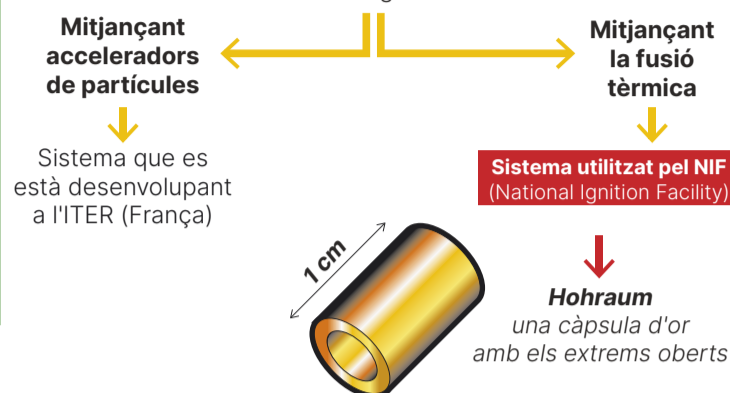 Mitjançant
acceleradors
de partícules
Sistema que es
està desenvolupant
a l'ITER (França)
Mitjançant
la fusió
tèrmica
Sistema utilitzat pel NIF
(National Ignition Facility)
1 cm
Hohraum
una càpsula d'or
amb els extrems oberts